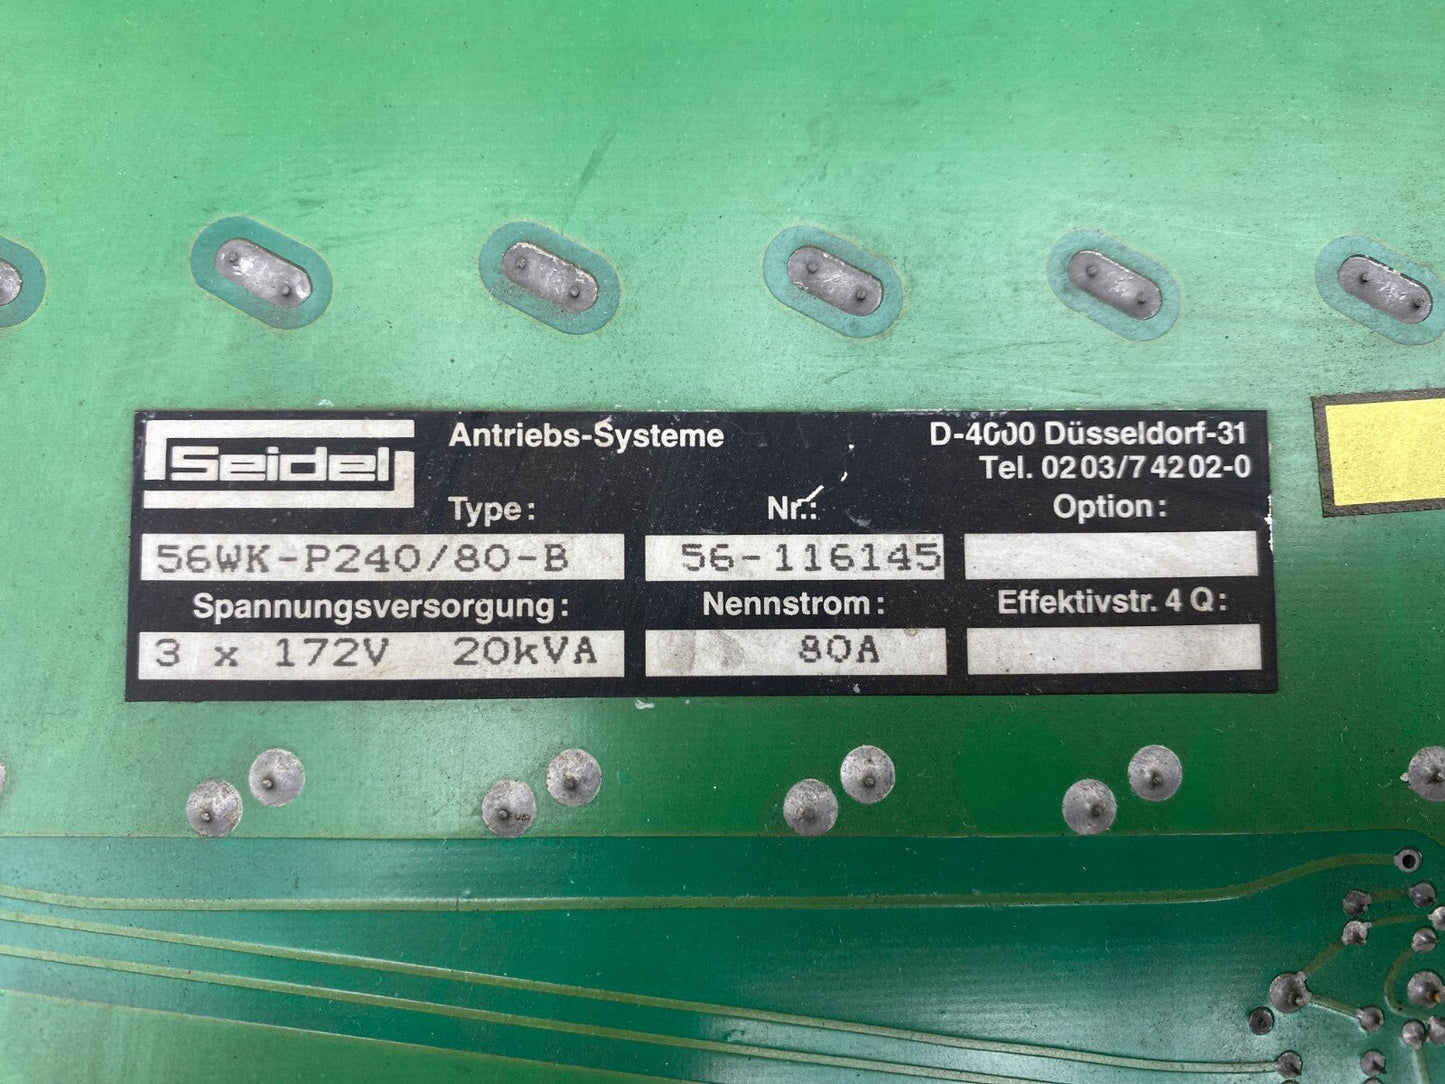 Seidel
Antriebs-Systeme
D-4000 Düsseldorf-31
Tel. 0203/74202-0
Type: Nr.: Option:
56WK-P240/80-B 56-116145
Spannungsversorgung: Nennstrom: Effektivstr. 4 Q:
3 x 172V 20kVA 80A